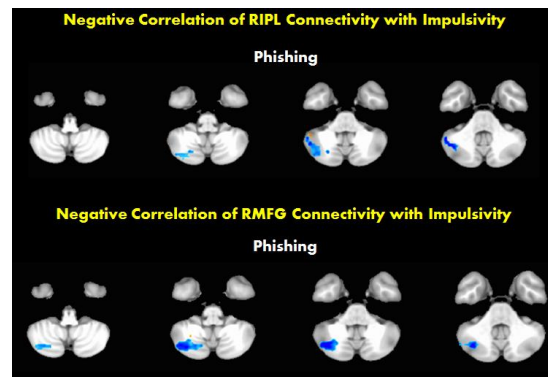 Negative Correlation of RIPL Connectivity with Impulsivity
Phishing
Negative Correlation of RMFG Connectivity with Impulsivity
Phishing